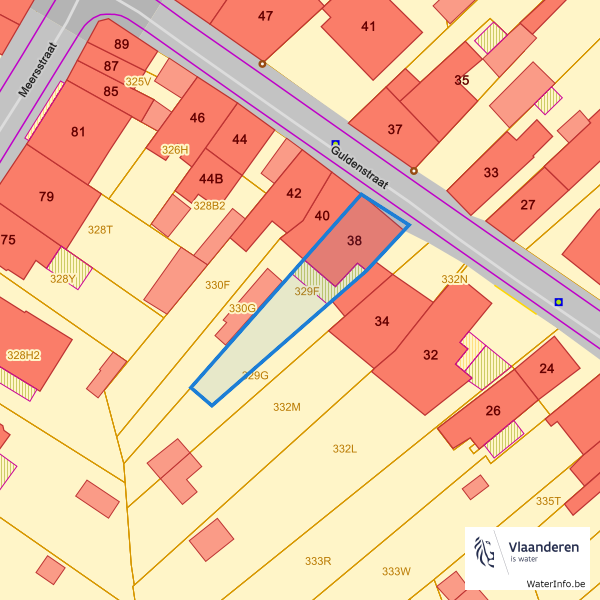 47
41
89
87
85
325V
35
Meersstraat
81
46
44
37
326H
Guldenstraat
44B
33
79
42
40
328B2
27
75
328T
38
328Y
330F
329F
332N
330G
34
328H2
32
24
329G
332M
26
332L
335T
333R
333W
Vlaanderen
is water
WaterInfo.be